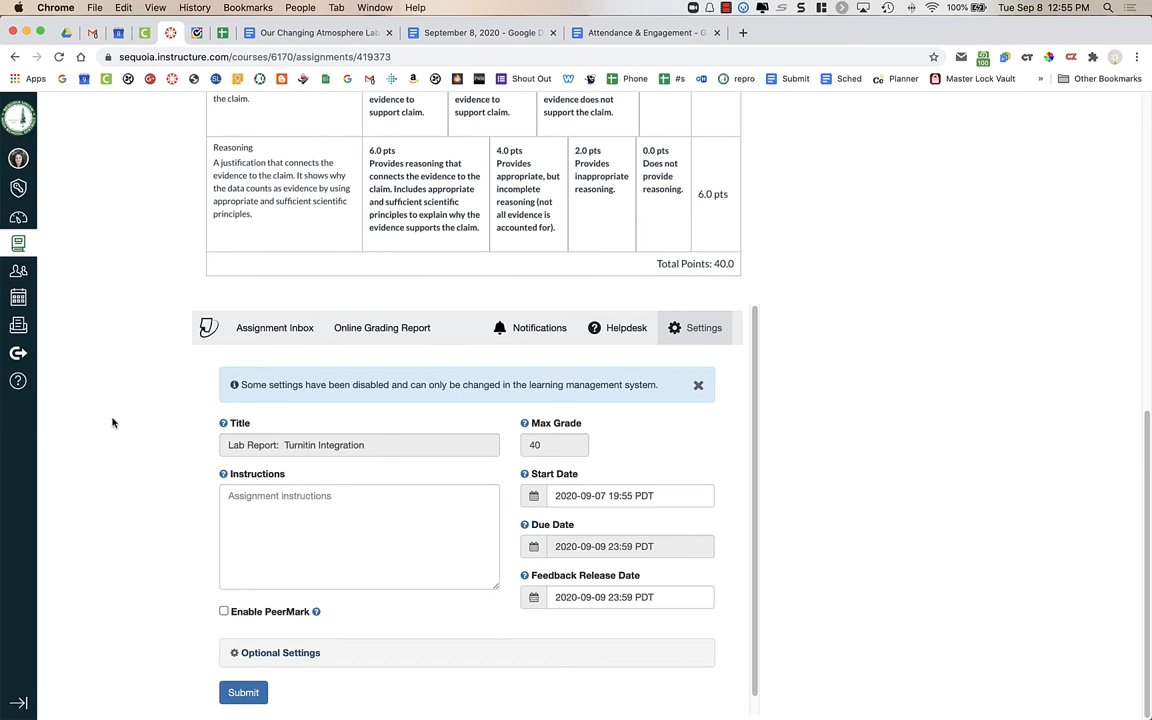 Chrome File Edit View History Bookmarks People Tab Window Help 100% Tue Sep 8 12:55 PM
Our Changing Atmosphere Lab September 8, 2020 - Google D Attendance & Engagement - G
sequoia.instructure.com/courses/6170/assignments/419373
Apps Shout Out Phone #s repro Submit Sched Planner Master Lock Vault » Other Bookmarks
the claim.
evidence to
support claim.
evidence to
support claim.
evidence does not
support the claim.
Reasoning
A justification that connects the
evidence to the claim. It shows why
the data counts as evidence by using
appropriate and sufficient scientific
principles.
6.0 pts
Provides reasoning that
connects the evidence to the
claim. Includes appropriate
and sufficient scientific
principles to explain why the
evidence supports the claim.
4.0 pts
Provides
appropriate, but
incomplete
reasoning (not
all evidence is
accounted for).
2.0 pts
Provides
inappropriate
reasoning.
0.0 pts
Does not
provide
reasoning.
6.0 pts
Total Points: 40.0
Assignment Inbox Online Grading Report Notifications Helpdesk Settings
Some settings have been disabled and can only be changed in the learning management system.
Title
Lab Report: Turnitin Integration
Max Grade
40
Instructions
Assignment instructions
Start Date
2020-09-07 19:55 PDT
Due Date
2020-09-09 23:59 PDT
Feedback Release Date
2020-09-09 23:59 PDT
Enable PeerMark
Optional Settings
Submit